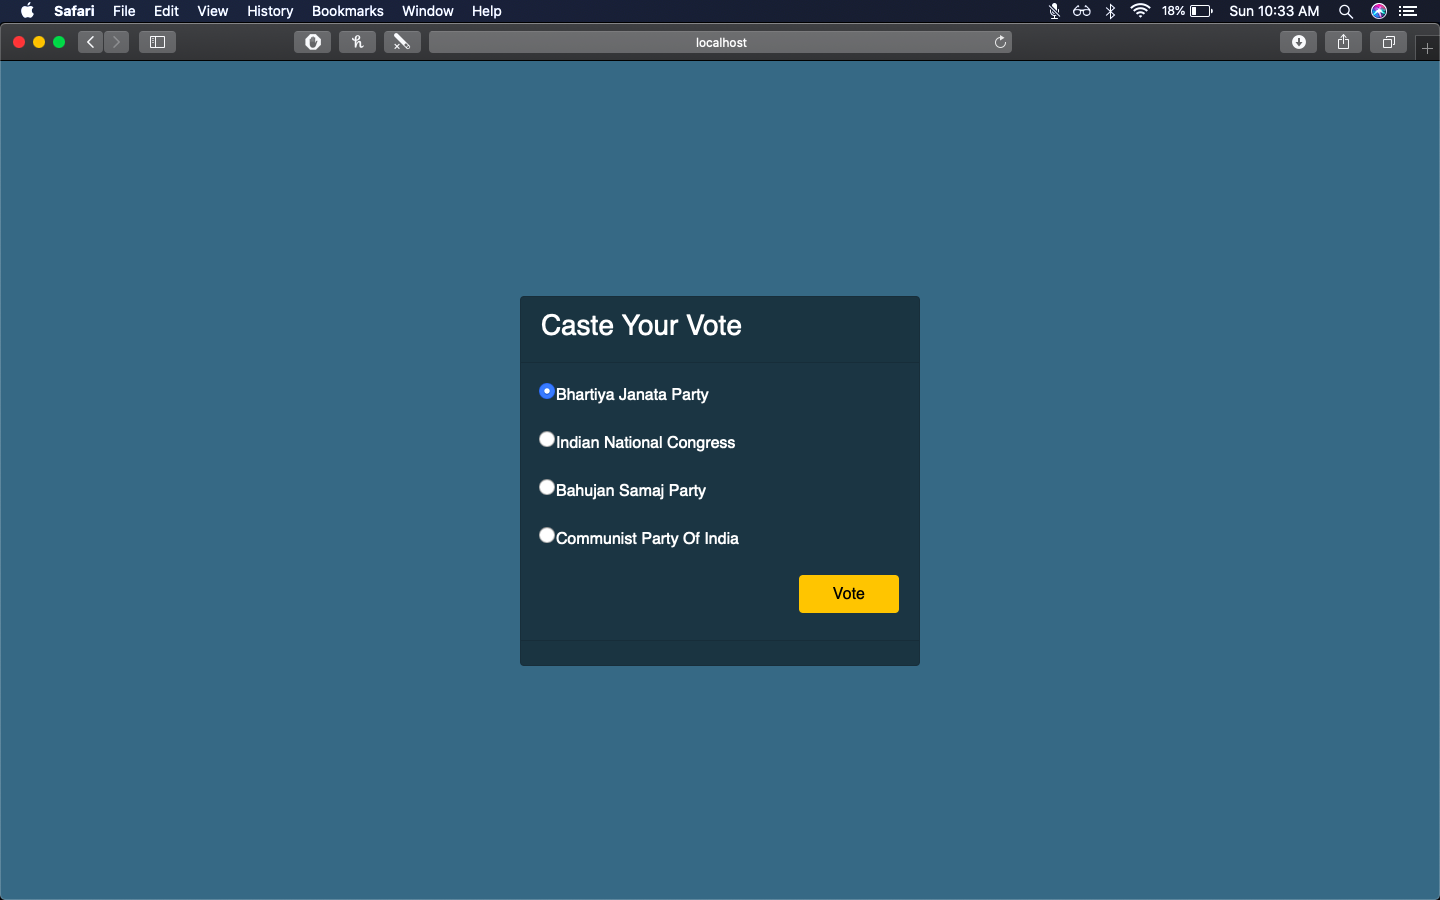 Safari File Edit View History Bookmarks Window Help 18% Sun 10:33 AM
localhost
Caste Your Vote
Bhartiya Janata Party
Indian National Congress
Bahujan Samaj Party
Communist Party Of India
Vote